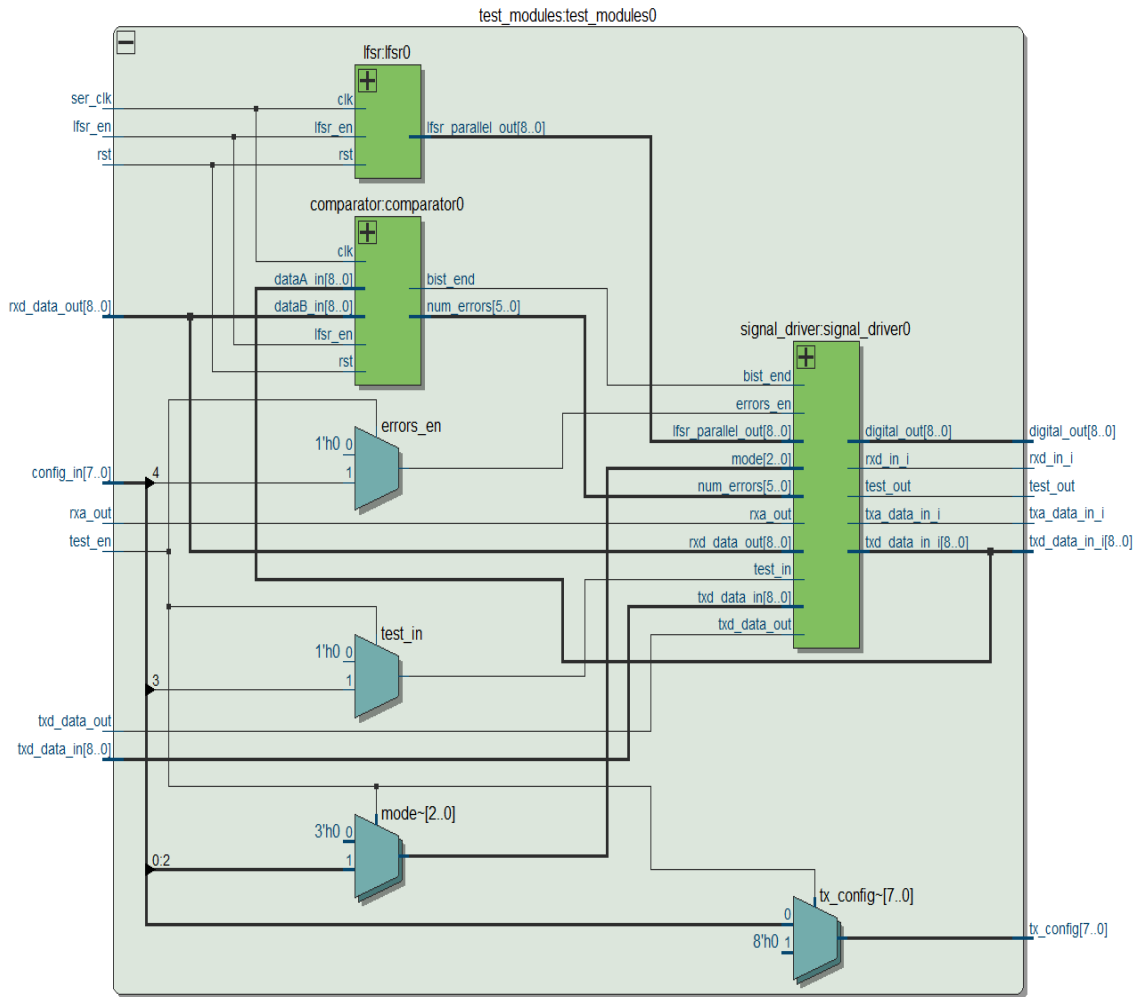 test_modules:test_modules0
lfsr:lfsr0
ser_clk
clk
lfsr_en
lfsr_en
lfsr_parallel_out[8..0]
rst
rst
comparator:comparator0
clk
dataA_in[8..0]
bist_end
rxd_data_out[8..0]
dataB_in[8..0]
num_errors[5..0]
lfsr_en
rst
signal_driver:signal_driver0
bist_end
errors_en
errors_en
lfsr_parallel_out[8..0]
digital_out[8..0]
digital_out[8..0]
1'h0 0
mode[2..0]
rxd_in_i
rxd_in_i
config_in[7..0]
4
1
num_errors[5..0]
test_out
test_out
rxa_out
rxa_out
txa_data_in_i
txa_data_in_i
test_en
rxd_data_out[8..0]
txd_data_in_i[8..0]
txd_data_in_i[8..0]
test_in
txd_data_in[8..0]
txd_data_out
test_in
1'h0 0
3
1
txd_data_out
txd_data_in[8..0]
mode~[2..0]
3'h0 0
0:2
1
tx_config~[7..0]
0
8'h0 1
tx_config[7..0]